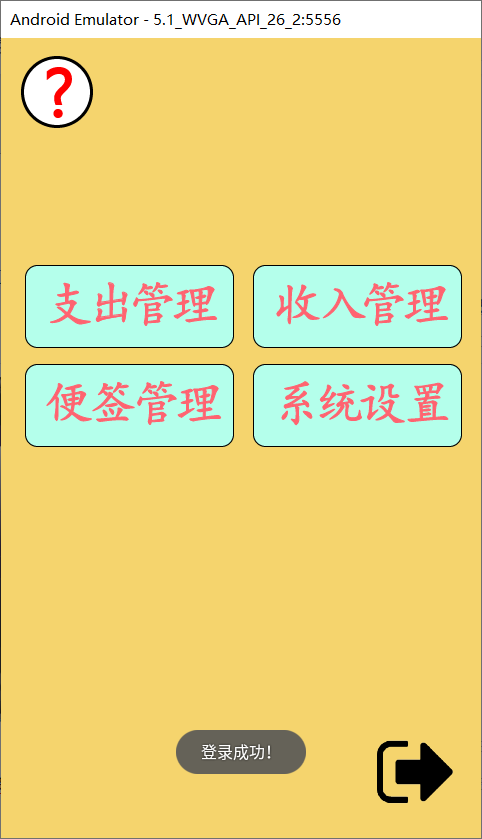 Android Emulator - 5.1_WVGA_API_26_2:5556
?
支出管理 收入管理
便签管理 系统设置
登录成功!